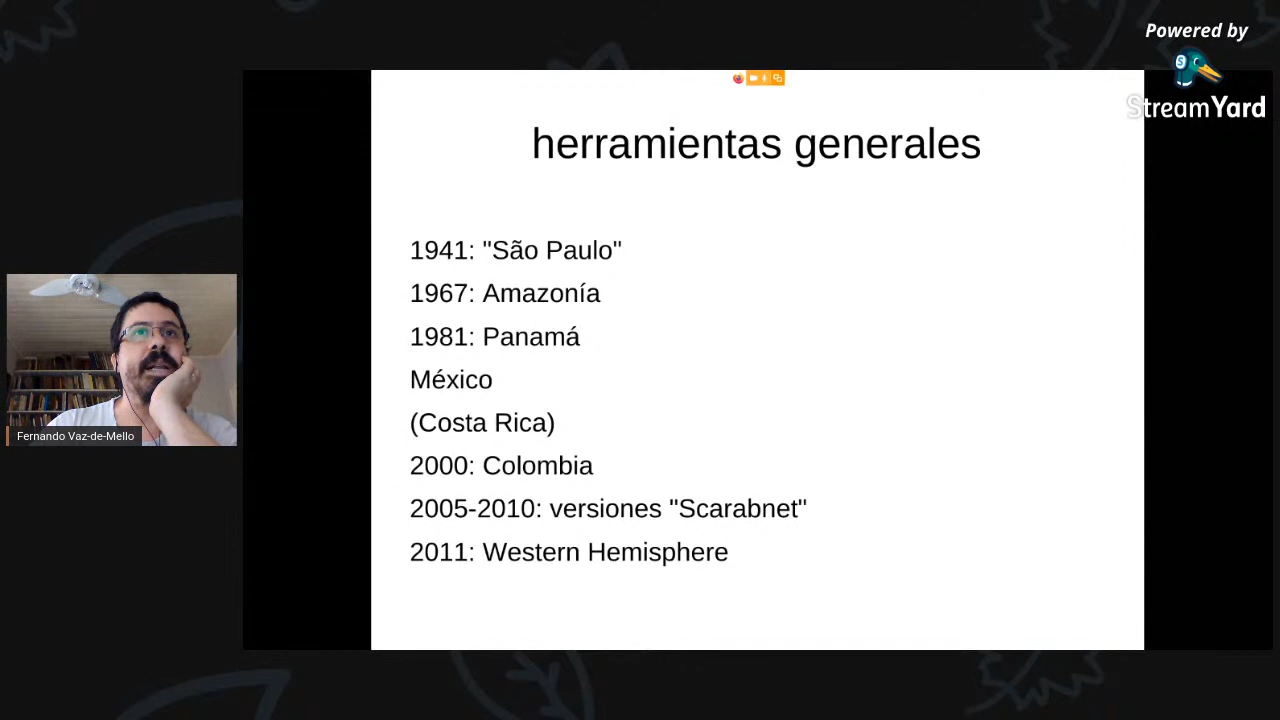 Powered by
StreamYard
herramientas generales
1941: "São Paulo"
1967: Amazonía
1981: Panamá
México
(Costa Rica)
2000: Colombia
2005-2010: versiones "Scarabnet"
2011: Western Hemisphere
Fernando Vaz-de-Mello